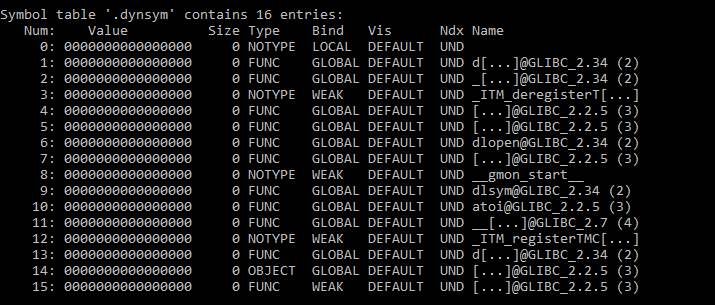 Symbol table '.dynsym' contains 16 entries:
Num: Value Size Type Bind Vis Ndx Name
0: 0000000000000000 0 NOTYPE LOCAL DEFAULT UND
1: 0000000000000000 0 FUNC GLOBAL DEFAULT UND d[...]@GLIBC_2.34 (2)
2: 0000000000000000 0 FUNC GLOBAL DEFAULT UND _[...]@GLIBC_2.34 (2)
3: 0000000000000000 0 NOTYPE WEAK DEFAULT UND _ITM_deregisterT[...]
4: 0000000000000000 0 FUNC GLOBAL DEFAULT UND [...]@GLIBC_2.2.5 (3)
5: 0000000000000000 0 FUNC GLOBAL DEFAULT UND [...]@GLIBC_2.2.5 (3)
6: 0000000000000000 0 FUNC GLOBAL DEFAULT UND dlopen@GLIBC_2.34 (2)
7: 0000000000000000 0 FUNC GLOBAL DEFAULT UND [...]@GLIBC_2.2.5 (3)
8: 0000000000000000 0 NOTYPE WEAK DEFAULT UND __gmon_start__
9: 0000000000000000 0 FUNC GLOBAL DEFAULT UND dlsym@GLIBC_2.34 (2)
10: 0000000000000000 0 FUNC GLOBAL DEFAULT UND atoi@GLIBC_2.2.5 (3)
11: 0000000000000000 0 FUNC GLOBAL DEFAULT UND __[...]@GLIBC_2.7 (4)
12: 0000000000000000 0 NOTYPE WEAK DEFAULT UND _ITM_registerTMC[...]
13: 0000000000000000 0 FUNC GLOBAL DEFAULT UND d[...]@GLIBC_2.34 (2)
14: 0000000000000000 0 OBJECT GLOBAL DEFAULT UND [...]@GLIBC_2.2.5 (3)
15: 0000000000000000 0 FUNC WEAK DEFAULT UND [...]@GLIBC_2.2.5 (3)